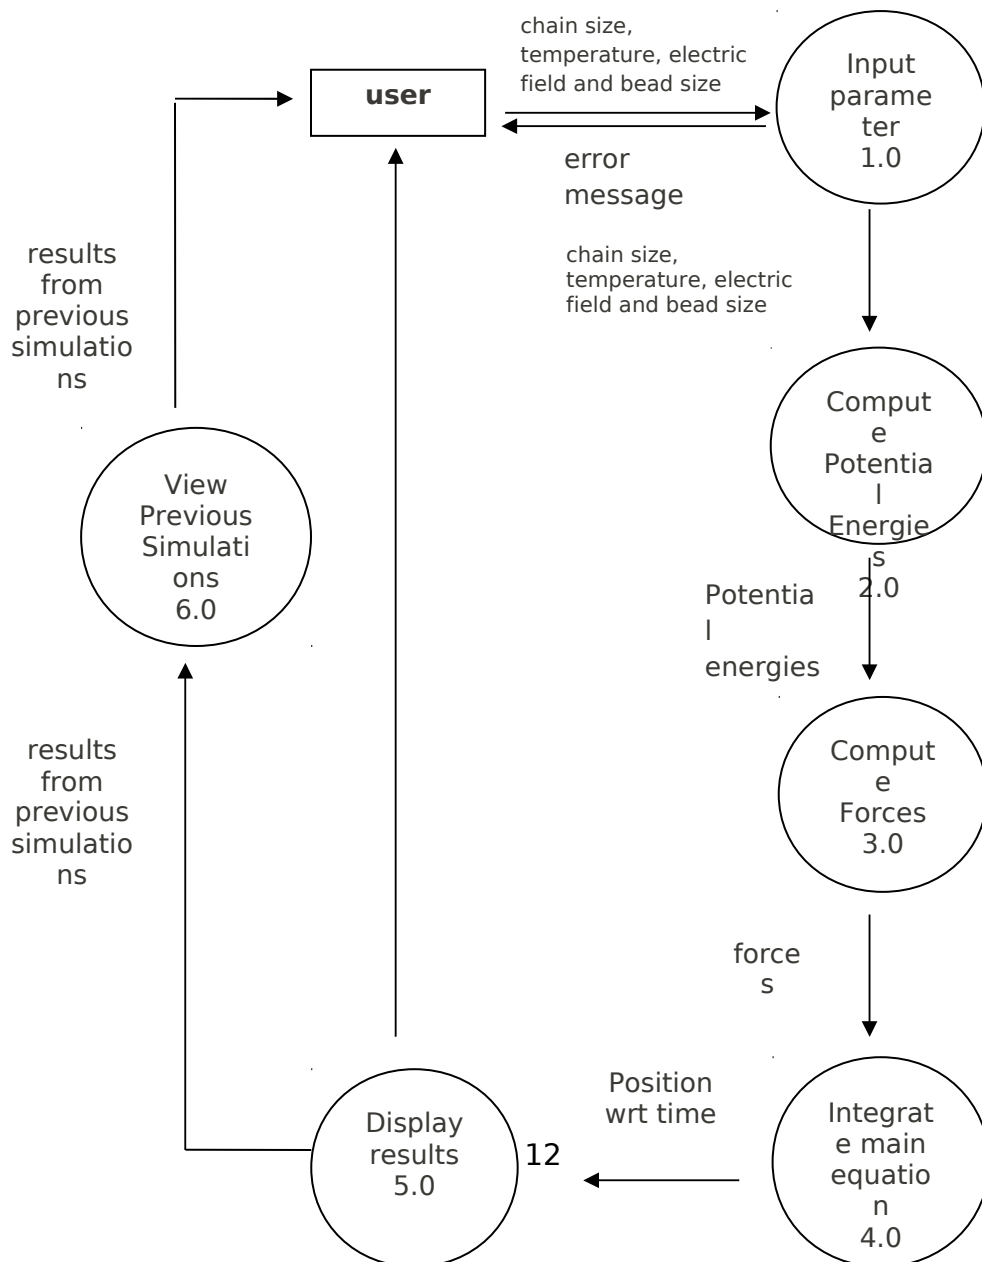 chain size,
temperature, electric
field and bead size
user
Input
parame
ter
1.0
error
message
results
from
previous
simulatio
ns
chain size,
temperature, electric
field and bead size
Comput
e
Potentia
l
Energie
s
2.0
View
Previous
Simulati
ons
6.0
Potentia
l
energies
Comput
e
Forces
3.0
results
from
previous
simulatio
ns
force
s
Position
wrt time
Integrat
e main
equatio
n
4.0
Display
results
5.0
12